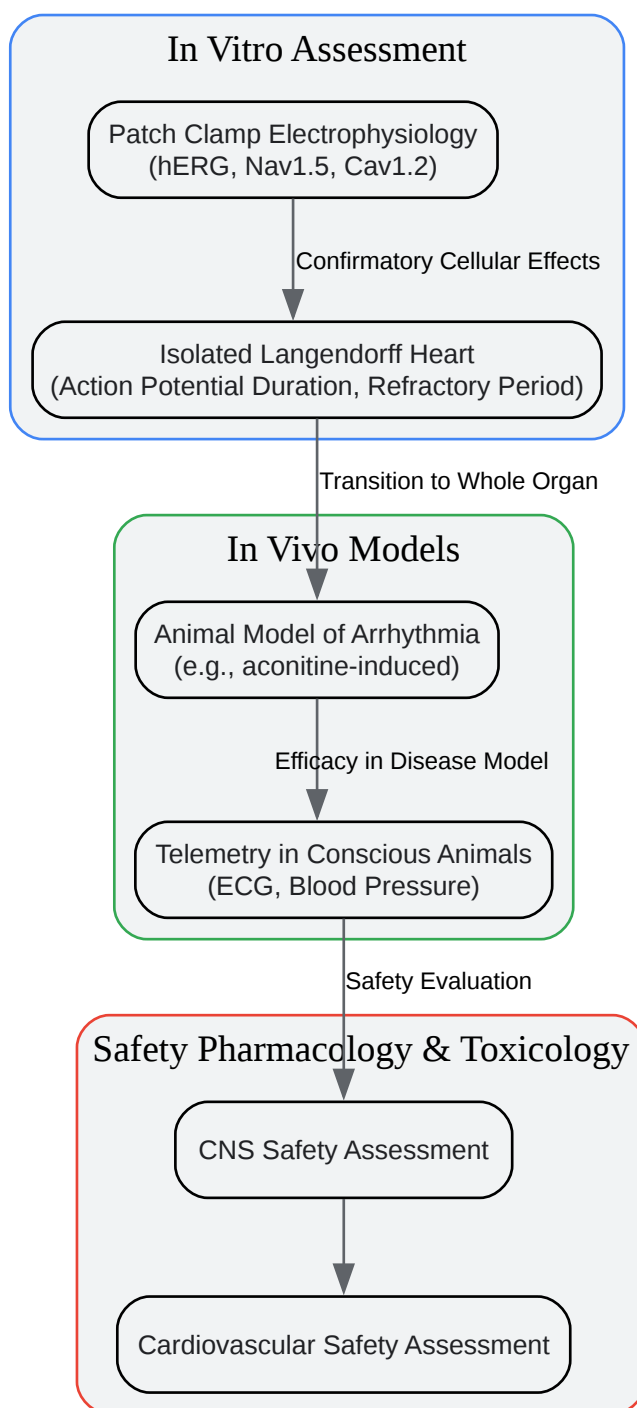 In Vitro Assessment
Patch Clamp Electrophysiology
(hERG, Nav1.5, Cav1.2)
Confirmatory Cellular Effects
Isolated Langendorff Heart
(Action Potential Duration, Refractory Period)
Transition to Whole Organ
In Vivo Models
Animal Model of Arrhythmia
(e.g., aconitine-induced)
Efficacy in Disease Model
Telemetry in Conscious Animals
(ECG, Blood Pressure)
Safety Evaluation
Safety Pharmacology & Toxicology
CNS Safety Assessment
Cardiovascular Safety Assessment